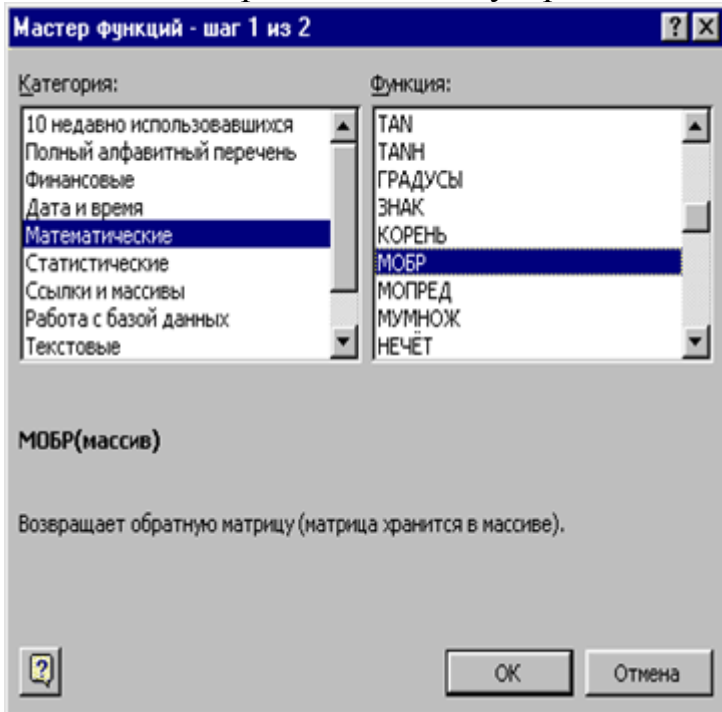 Мастер функций - шаг 1 из 2
Категория:
10 недавно использовавшихся
Полный алфавитный перечень
Финансовые
Дата и время
Математические
Статистические
Ссылки и массивы
Работа с базой данных
Текстовые
Функция:
TAN
TANH
ГРАДУСЫ
ЗНАК
КОРЕНЬ
МОБР
МОПРЕД
МУМНОЖ
НЕЧЁТ
МОБР(массив)
Возвращает обратную матрицу (матрица хранится в массиве).
ОК
Отмена